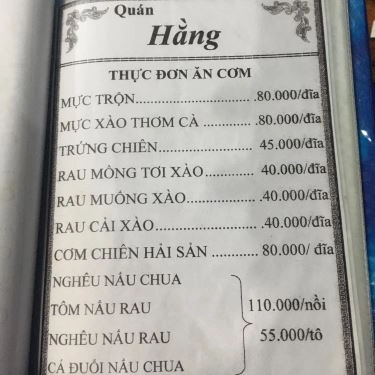 Quán
Hằng
THỰC ĐƠN ĂN CƠM
MỰC TRỘN....................80.000/đĩa
MỰC XÀO THƠM CÀ ............80.000/đĩa
TRỨNG CHIÊN................ 45.000/đĩa
RAU MÔNG TƠI XÀO........... 40.000/đĩa
RAU MUỐNG XÀO..............40.000/đĩa
RAU CẢI XÀO................40.000/đĩa
CƠM CHIÊN HẢI SẢN ............ 80.000/ đĩa
NGHÊU NẤU CHUA
TÔM NẤU RAU
110.000/nồi
NGHÊU NẤU RAU
55.000/tô
CÁ ĐUỐI NẤU CHUA